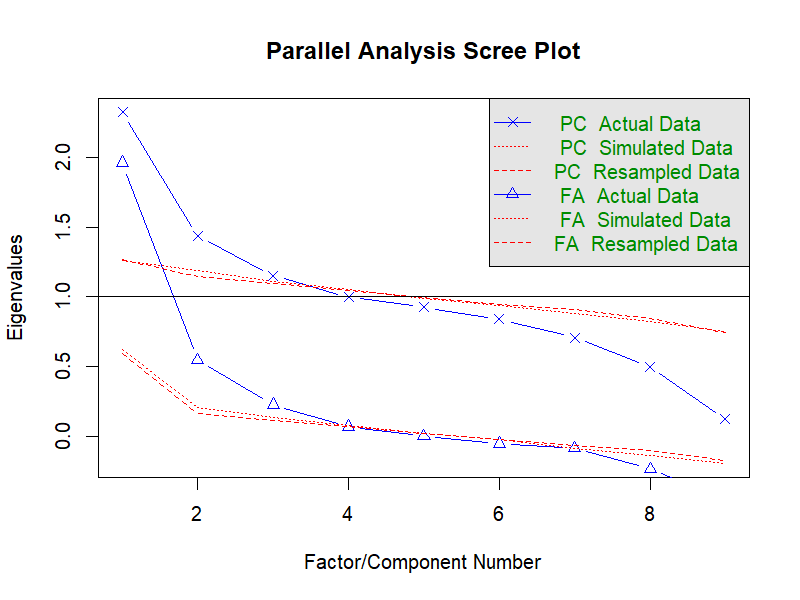 Parallel Analysis Scree Plot
PC  Actual Data
PC  Simulated Data
PC  Resampled Data
FA  Actual Data
FA  Simulated Data
FA  Resampled Data
Eigenvalues
2.0
1.5
1.0
0.5
0.0
2 4 6 8
Factor/Component Number